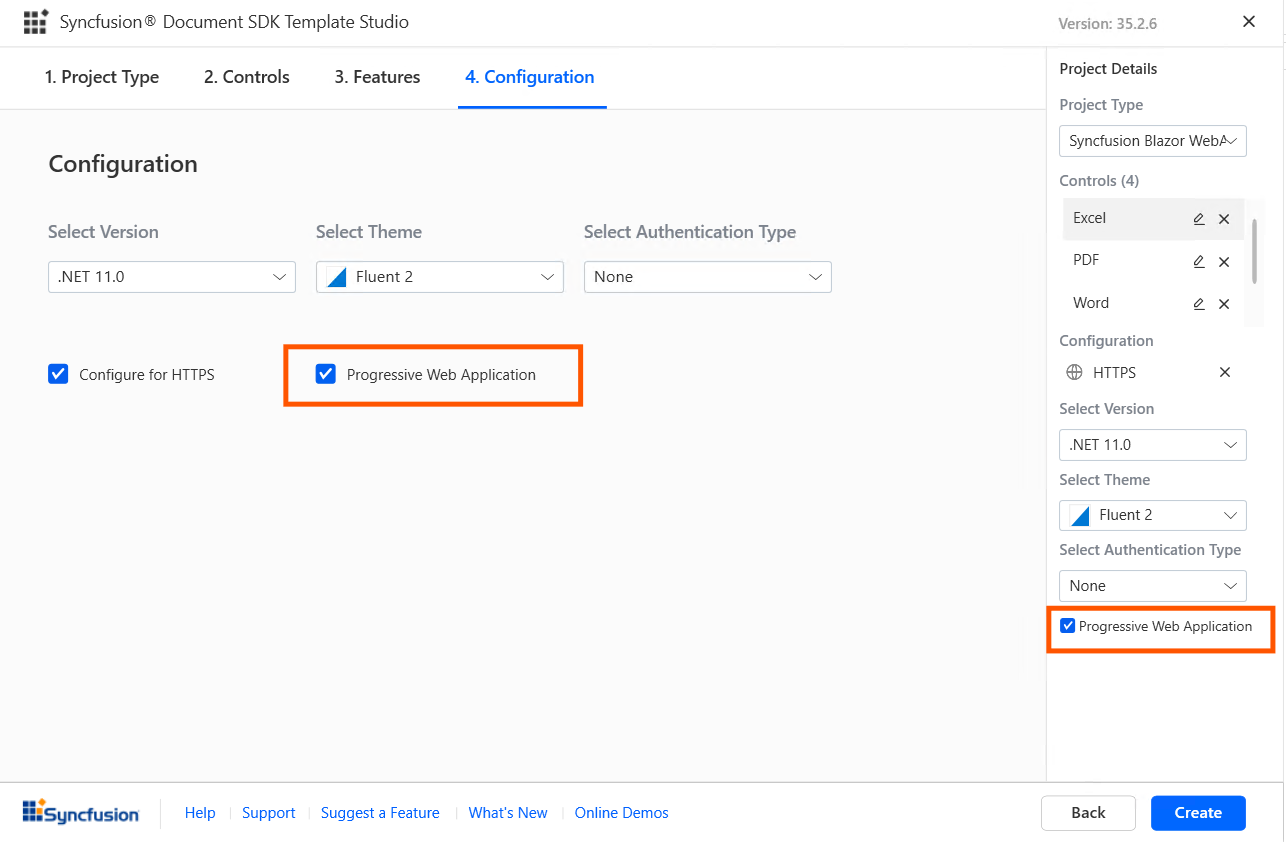 Syncfusion® Document SDK Template Studio
Version: 35.2.6
1. Project Type
2. Controls
3. Features
4. Configuration
Configuration
Select Version
Select Theme
Select Authentication Type
.NET 11.0
Fluent 2
None
Configure for HTTPS
Progressive Web Application
Project Details
Project Type
Syncfusion Blazor WebA
Controls (4)
Excel
PDF
Word
Configuration
HTTPS
Select Version
.NET 11.0
Select Theme
Fluent 2
Select Authentication Type
None
Progressive Web Application
Syncfusion
Help
Support
Suggest a Feature
What's New
Online Demos
Back
Create